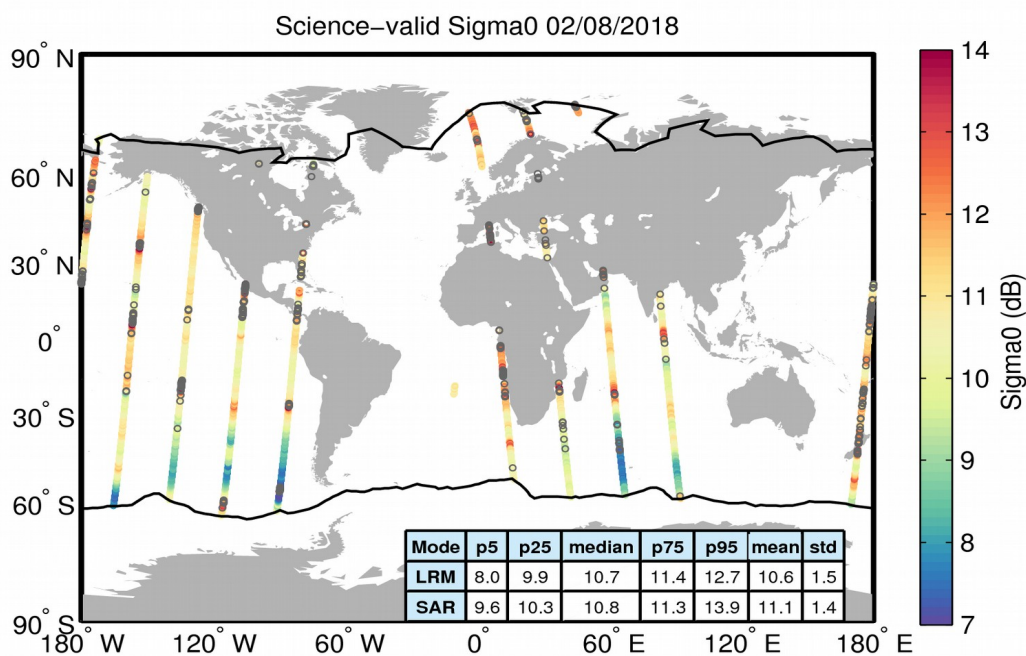 Science−valid Sigma0 02/08/2018
90° N
60° N
30° N
0°
30° S
60° S
90° S
180° W
120° W
60° W
0°
60° E
120° E
180° E
14
13
12
11
10
9
8
7
Sigma0 (dB)
Mode p5 p25 median p75 p95 mean std
LRM 8.0 9.9 10.7 11.4 12.7 10.6 1.5
SAR 9.6 10.3 10.8 11.3 13.9 11.1 1.4